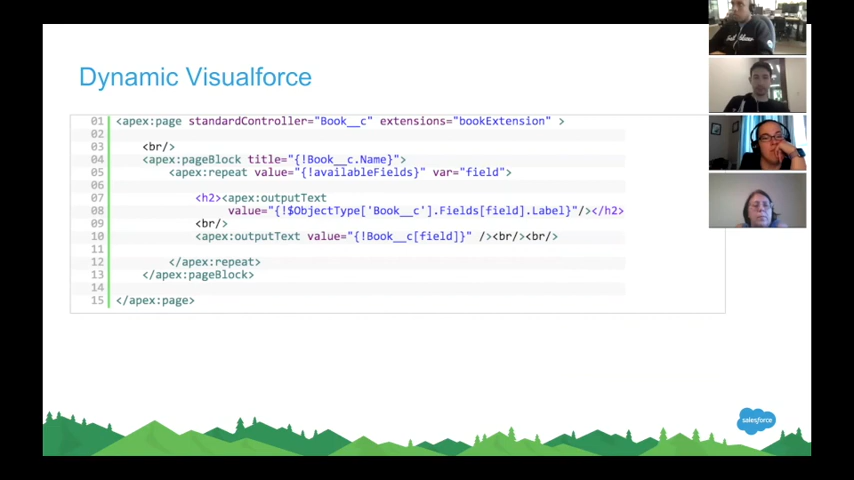 Dynamic Visualforce
01 <apex:page standardController="Book__c" extensions="bookExtension" >
02
03 <br/>
04 <apex:pageBlock title="{!Book__c.Name}">
05 <apex:repeat value="{!availableFields}" var="field">
06
07 <h2><apex:outputText
08 value="{!$ObjectType['Book__c'].Fields[field].Label}"/></h2>
09 <br/>
10 <apex:outputText value="{!Book__c[field]}" /><br/><br/>
11
12 </apex:repeat>
13 </apex:pageBlock>
14
15 </apex:page>
salesforce